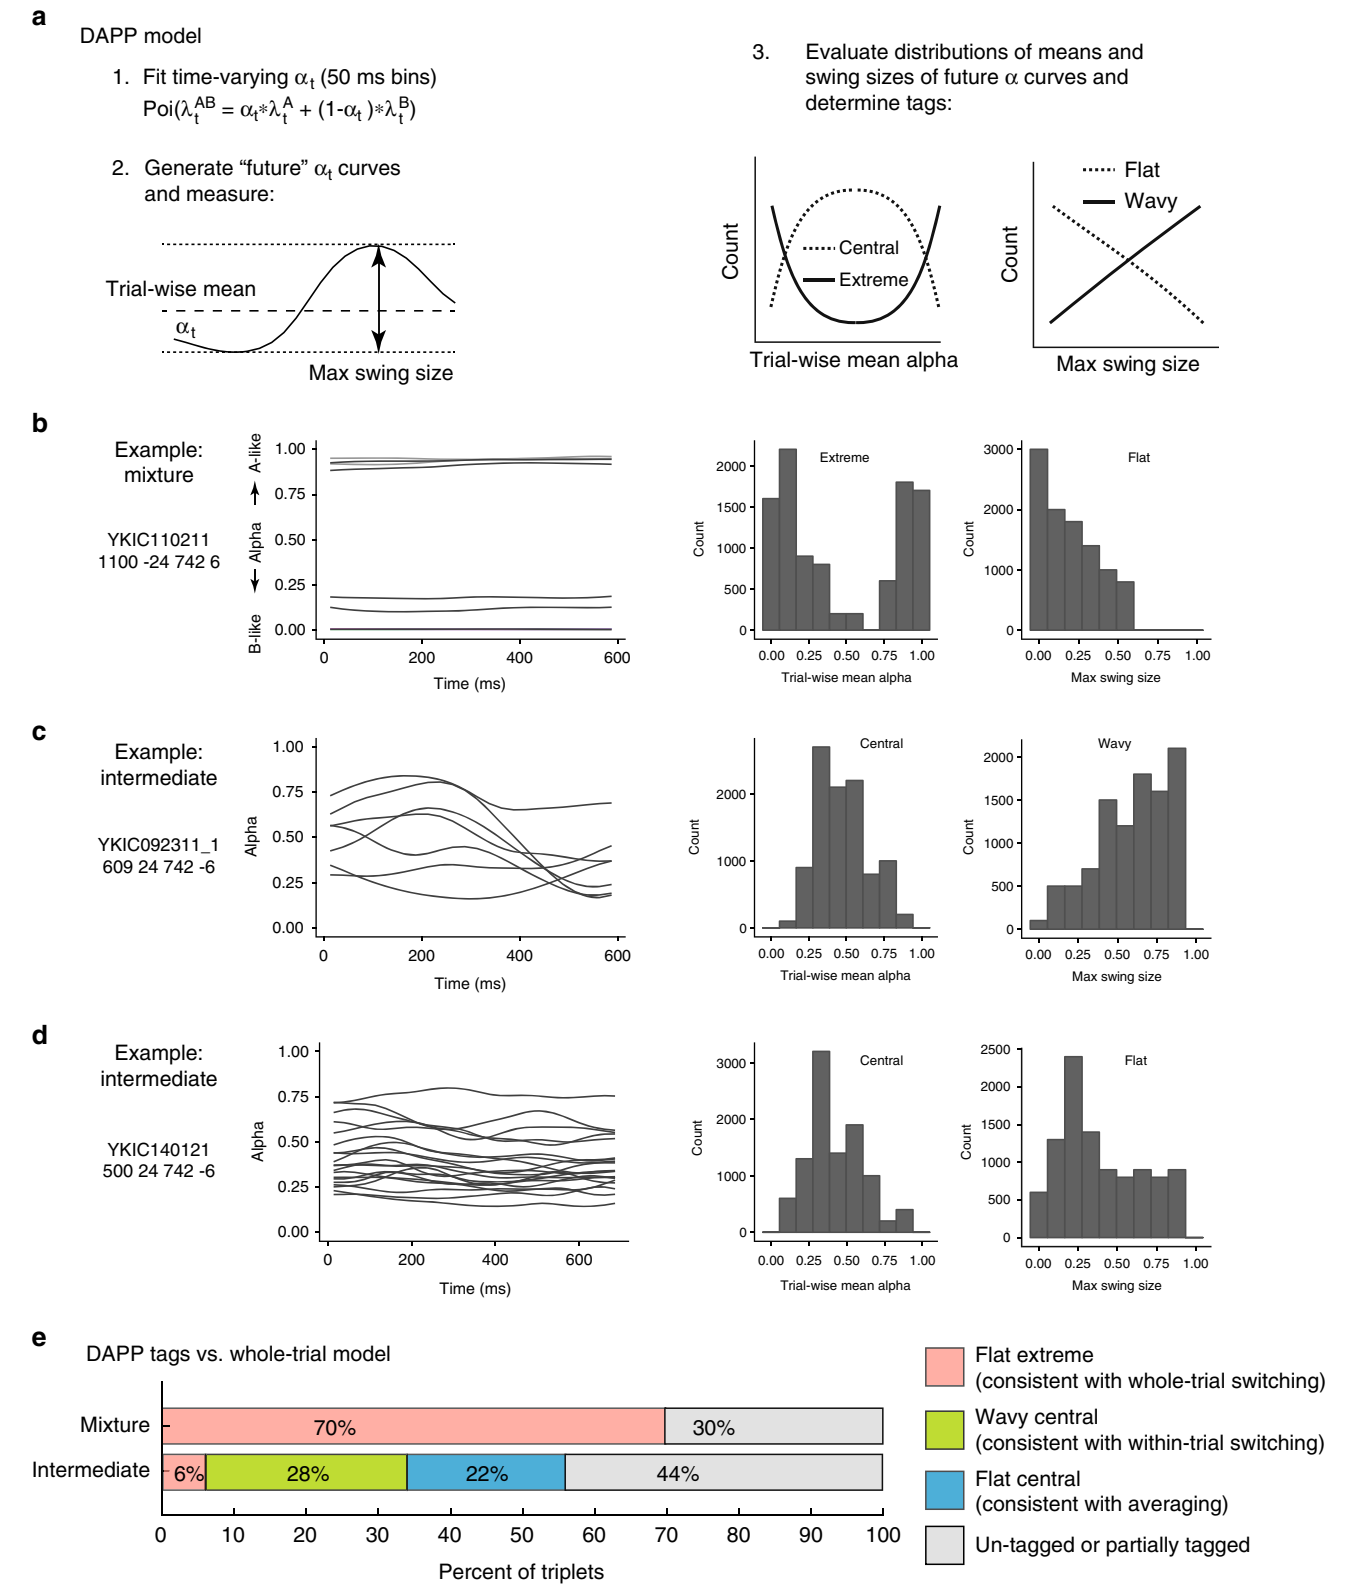 a
DAPP model
1. Fit time-varying αt (50 ms bins)
Poi(λtAB = αt*λtA + (1-αt)*λtB)
2. Generate “future” αt curves
and measure:
Trial-wise mean
αt
Max swing size
3. Evaluate distributions of means and
swing sizes of future α curves and
determine tags:
Count
Central
Extreme
Trial-wise mean alpha
Count
Flat
Wavy
Max swing size
b
Example:
mixture
YKIC110211
1100 -24 742 6
B-like
Alpha
A-like
1.00
0.75
0.50
0.25
0.00
0 200 400 600
Time (ms)
Extreme
Count
2000
1500
1000
500
0
0.00 0.25 0.50 0.75 1.00
Trial-wise mean alpha
Flat
Count
3000
2000
1000
0
0.00 0.25 0.50 0.75 1.00
Max swing size
c
Example:
intermediate
YKIC092311_1
609 24 742 -6
Alpha
1.00
0.75
0.50
0.25
0.00
0 200 400 600
Time (ms)
Central
Count
2000
1000
0
0.00 0.25 0.50 0.75 1.00
Trial-wise mean alpha
Wavy
Count
2000
1500
1000
500
0
0.00 0.25 0.50 0.75 1.00
Max swing size
d
Example:
intermediate
YKIC140121
500 24 742 -6
Alpha
1.00
0.75
0.50
0.25
0.00
0 200 400 600
Time (ms)
Central
Count
3000
2000
1000
0
0.00 0.25 0.50 0.75 1.00
Trial-wise mean alpha
Flat
Count
2500
2000
1500
1000
500
0
0.00 0.25 0.50 0.75 1.00
Max swing size
e
DAPP tags vs. whole-trial model
Mixture
70% 30%
Intermediate
6% 28% 22% 44%
0 10 20 30 40 50 60 70 80 90 100
Percent of triplets
Flat extreme
(consistent with whole-trial switching)
Wavy central
(consistent with within-trial switching)
Flat central
(consistent with averaging)
Un-tagged or partially tagged